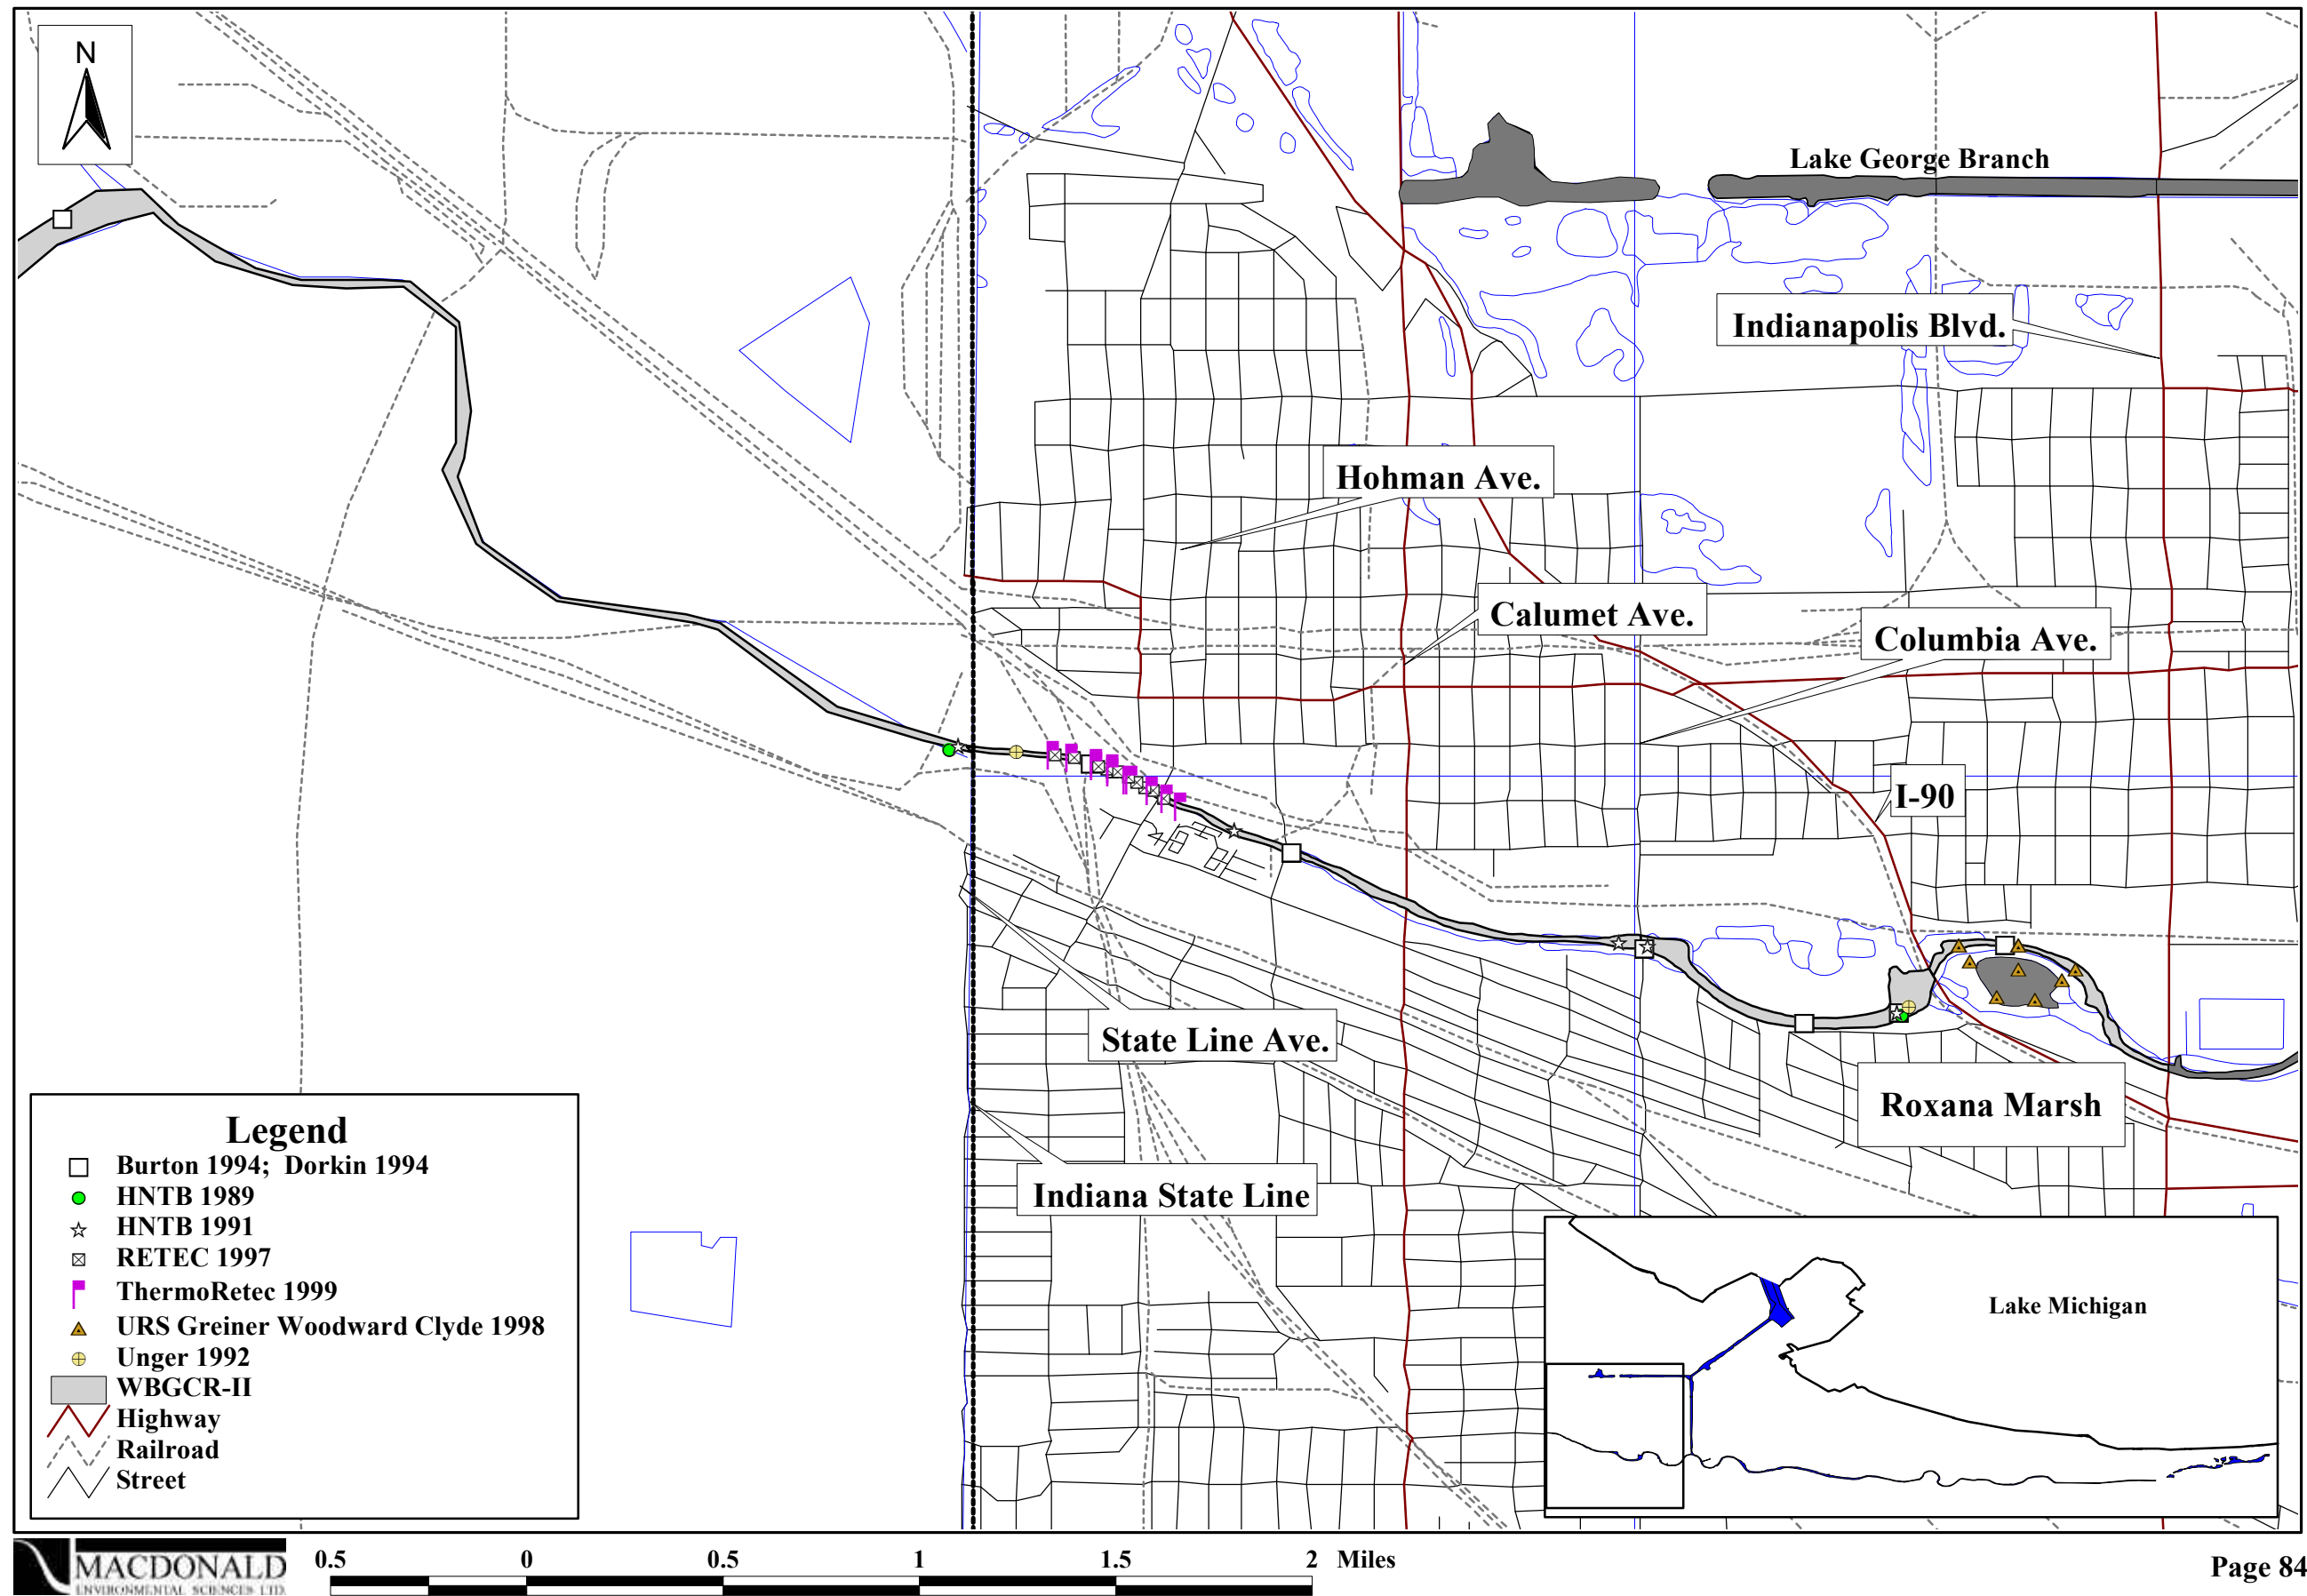 N
Lake George Branch
Indianapolis Blvd.
Hohman Ave.
Calumet Ave.
Columbia Ave.
I-90
State Line Ave.
Roxana Marsh
Indiana State Line
Legend
Burton 1994; Dorkin 1994
HNTB 1989
HNTB 1991
RETEC 1997
ThermoRetec 1999
URS Greiner Woodward Clyde 1998
Unger 1992
WBGCR-II
Highway
Railroad
Street
Lake Michigan
MACDONALD
ENVIRONMENTAL SCIENCES LTD.
0.5 0 0.5 1 1.5 2 Miles
Page 84